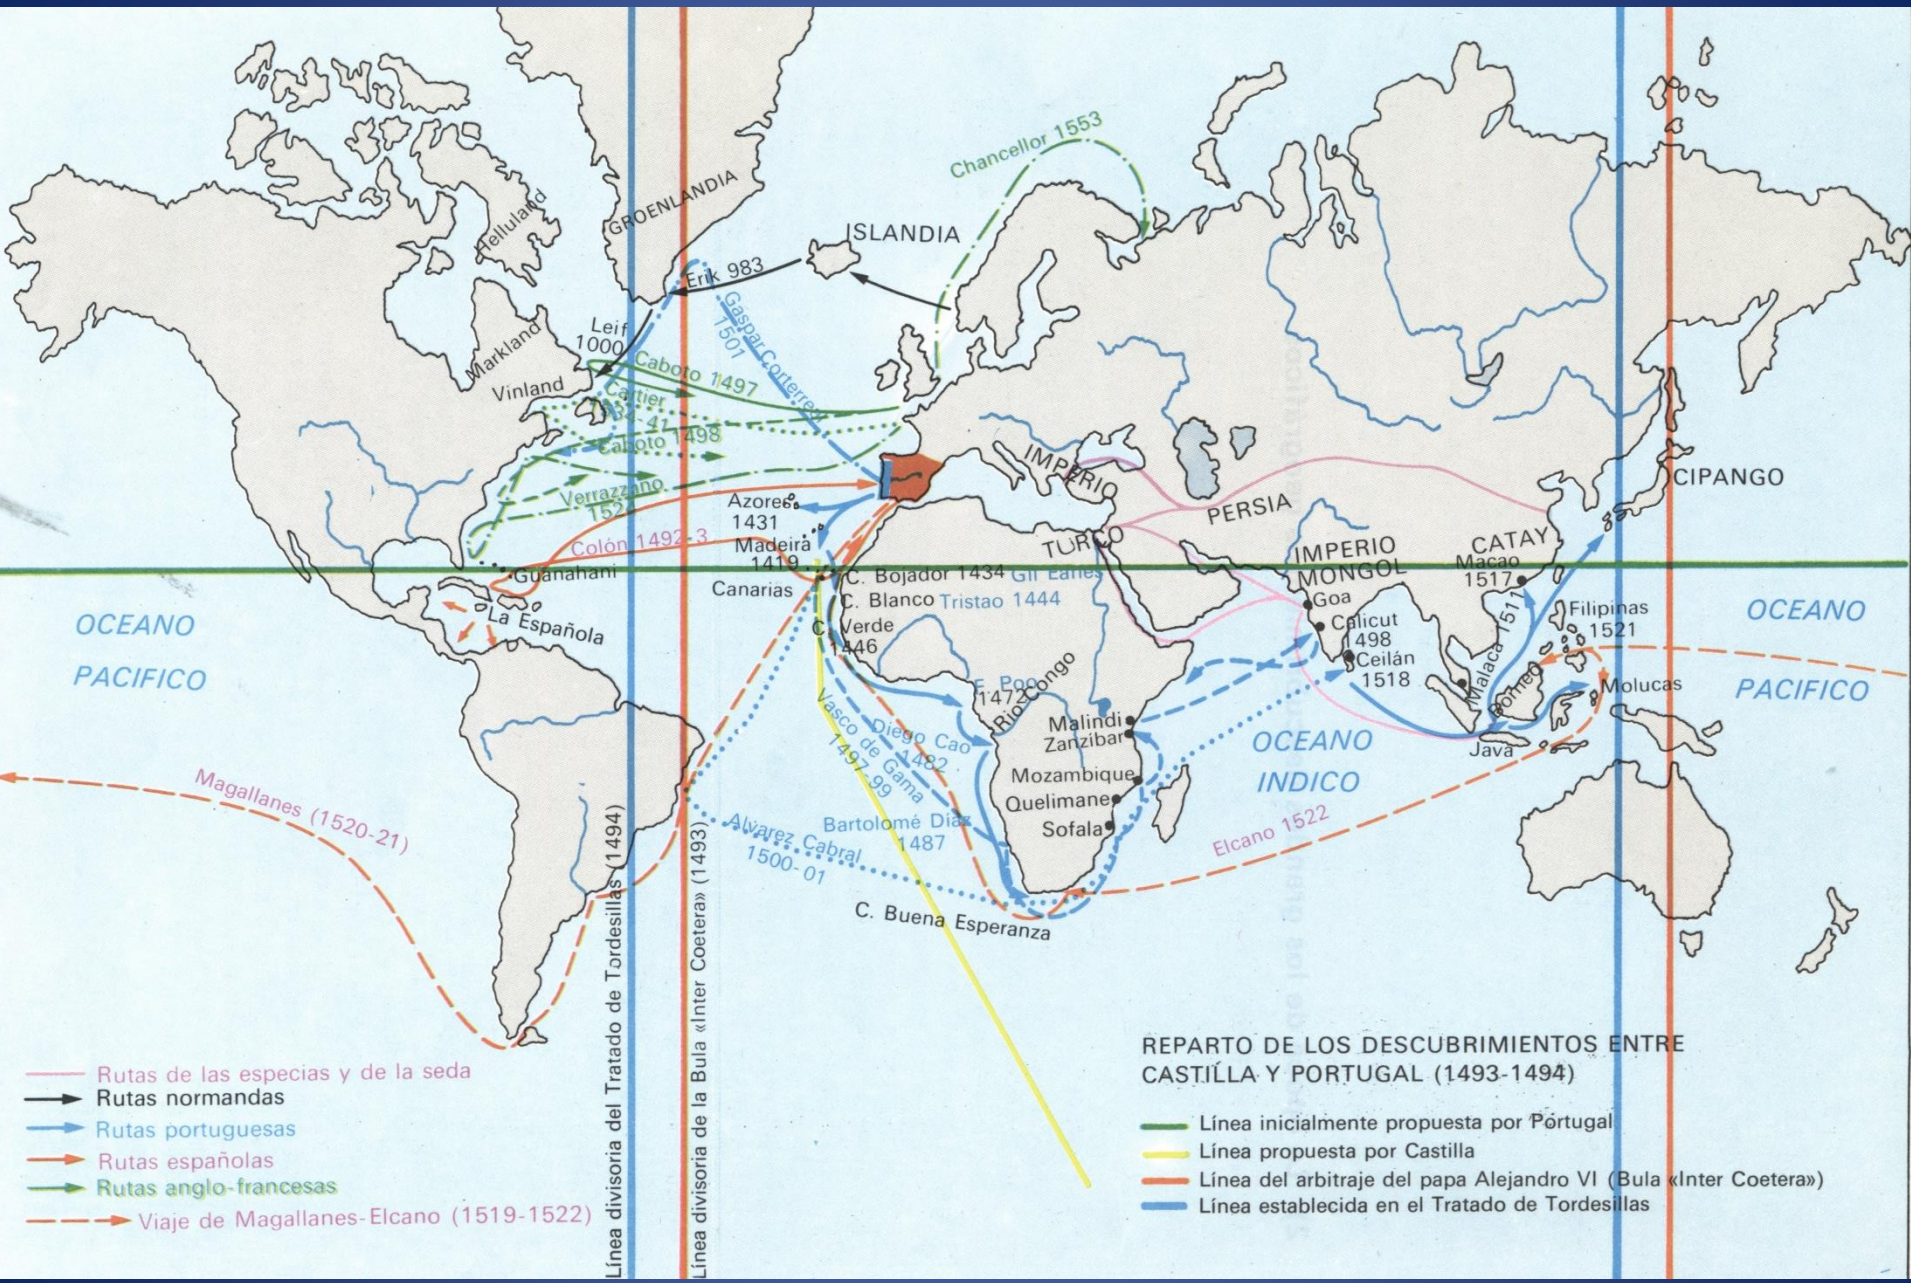 Chancellor 1553
Helluland
GROENLANDIA
ISLANDIA
Erik 983
Gaspar Corterreal
1501
Leif
1000
Markland
Vinland
Caboto 1497
Cartier
1534-41
Caboto 1498
Verrazzano
Azores
1431
Colón 1492-3
Madeira
1419
Guanahani
Canarias
La Española
IMPERIO
TURCO
PERSIA
CIPANGO
IMPERIO
MONGOL
CATAY
Macao
1517
C. Bojador 1434 Gil Eanes
C. Blanco Tristao 1444
C. Verde
1446
Goa
Calicut
1498
Ceilán
1518
Malaca 1511
Filipinas
1521
Borneo
Molucas
Java
OCEANO
PACIFICO
OCEANO
PACIFICO
OCEANO
INDICO
F. Poo
1472
Rio Congo
Malindi
Zanzibar
Mozambique
Quelimane
Sofala
Vasco de Gama
1497-99
Diego Cao
1482
Bartolomé Díaz
1487
Alvarez Cabral
1500-01
C. Buena Esperanza
Elcano 1522
Magallanes (1520-21)
Línea divisoria del Tratado de Tordesillas (1494)
Línea divisoria de la Bula «Inter Coetera» (1493)
Rutas de las especias y de la seda
Rutas normandas
Rutas portuguesas
Rutas españolas
Rutas anglo-francesas
Viaje de Magallanes-Elcano (1519-1522)
REPARTO DE LOS DESCUBRIMIENTOS ENTRE
CASTILLA Y PORTUGAL (1493-1494)
Línea inicialmente propuesta por Portugal
Línea propuesta por Castilla
Línea del arbitraje del papa Alejandro VI (Bula «Inter Coetera»)
Línea establecida en el Tratado de Tordesillas